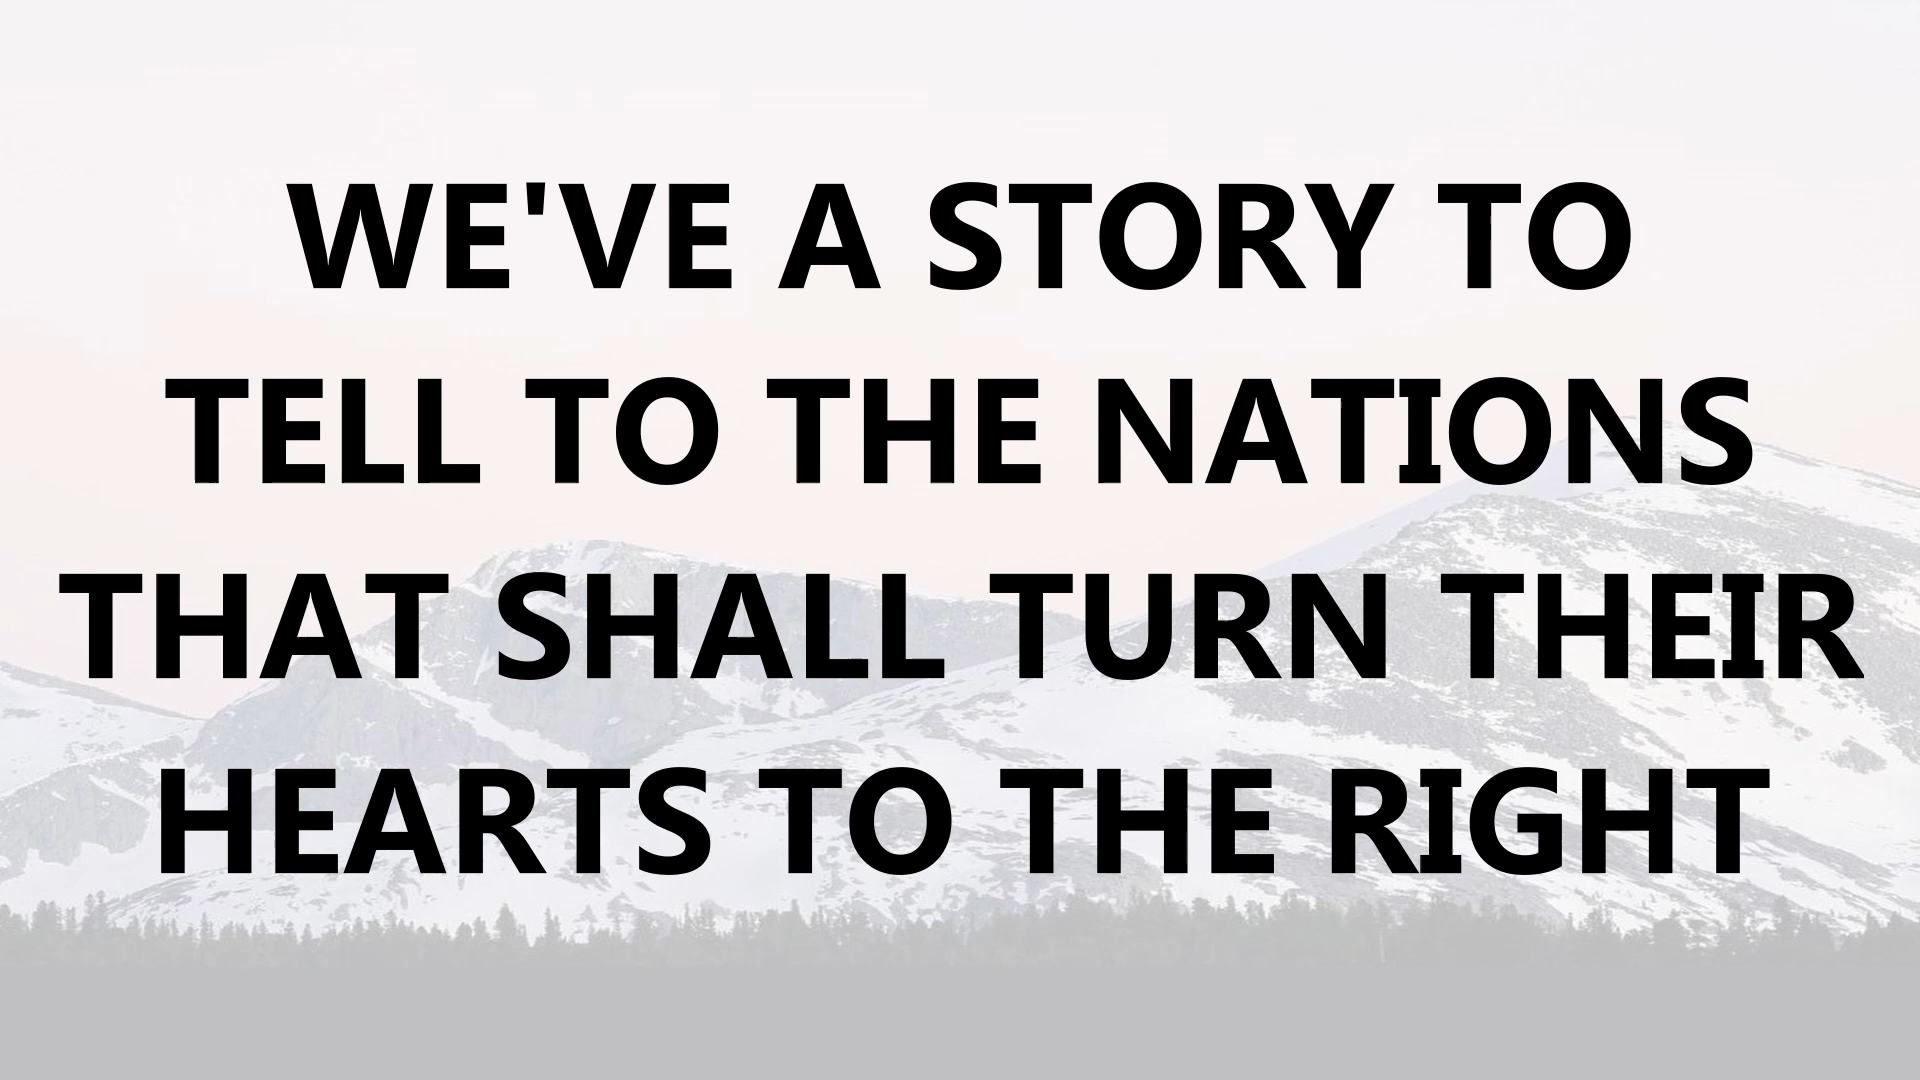 WE'VE A STORY TO
TELL TO THE NATIONS
THAT SHALL TURN THEIR
HEARTS TO THE RIGHT